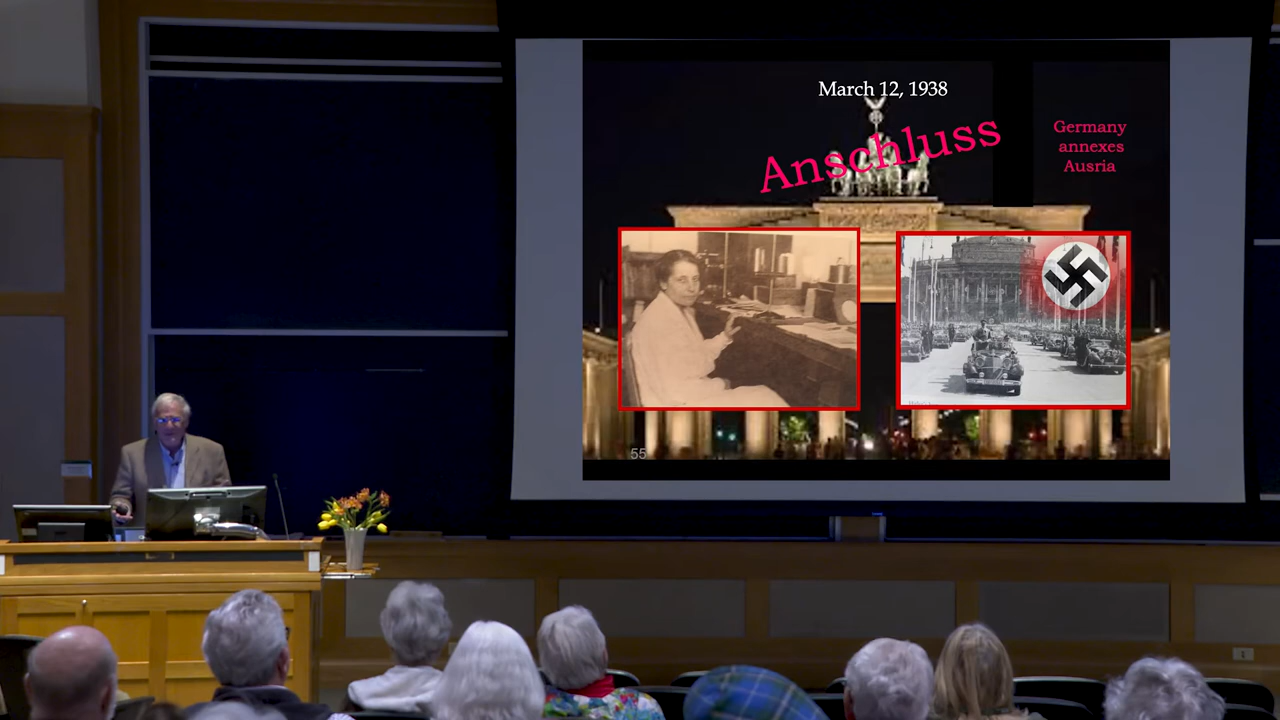 March 12, 1938
Anschluss
Germany
annexes
Ausria
55